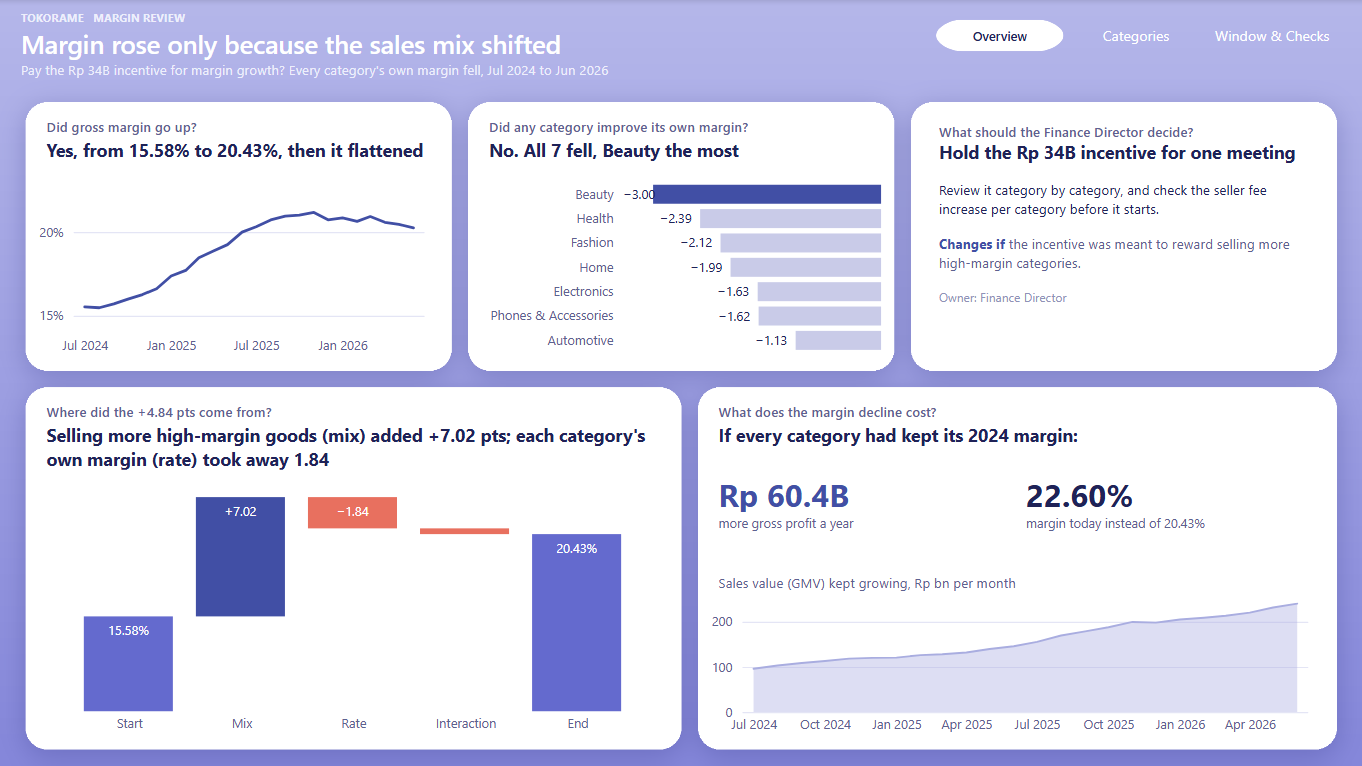 TOKORAME MARGIN REVIEW
Margin rose only because the sales mix shifted
Pay the Rp 34B incentive for margin growth? Every category's own margin fell, Jul 2024 to Jun 2026
Overview
Categories
Window & Checks
Did gross margin go up?
Yes, from 15.58% to 20.43%, then it flattened
20%
15%
Jul 2024 Jan 2025 Jul 2025 Jan 2026
Did any category improve its own margin?
No. All 7 fell, Beauty the most
Beauty −3.00
Health −2.39
Fashion −2.12
Home −1.99
Electronics −1.63
Phones & Accessories −1.62
Automotive −1.13
What should the Finance Director decide?
Hold the Rp 34B incentive for one meeting
Review it category by category, and check the seller fee
increase per category before it starts.
Changes if the incentive was meant to reward selling more
high-margin categories.
Owner: Finance Director
Where did the +4.84 pts come from?
Selling more high-margin goods (mix) added +7.02 pts; each category's
own margin (rate) took away 1.84
+7.02
−1.84
20.43%
15.58%
Start Mix Rate Interaction End
What does the margin decline cost?
If every category had kept its 2024 margin:
Rp 60.4B
more gross profit a year
22.60%
margin today instead of 20.43%
Sales value (GMV) kept growing, Rp bn per month
200
100
0
Jul 2024 Oct 2024 Jan 2025 Apr 2025 Jul 2025 Oct 2025 Jan 2026 Apr 2026